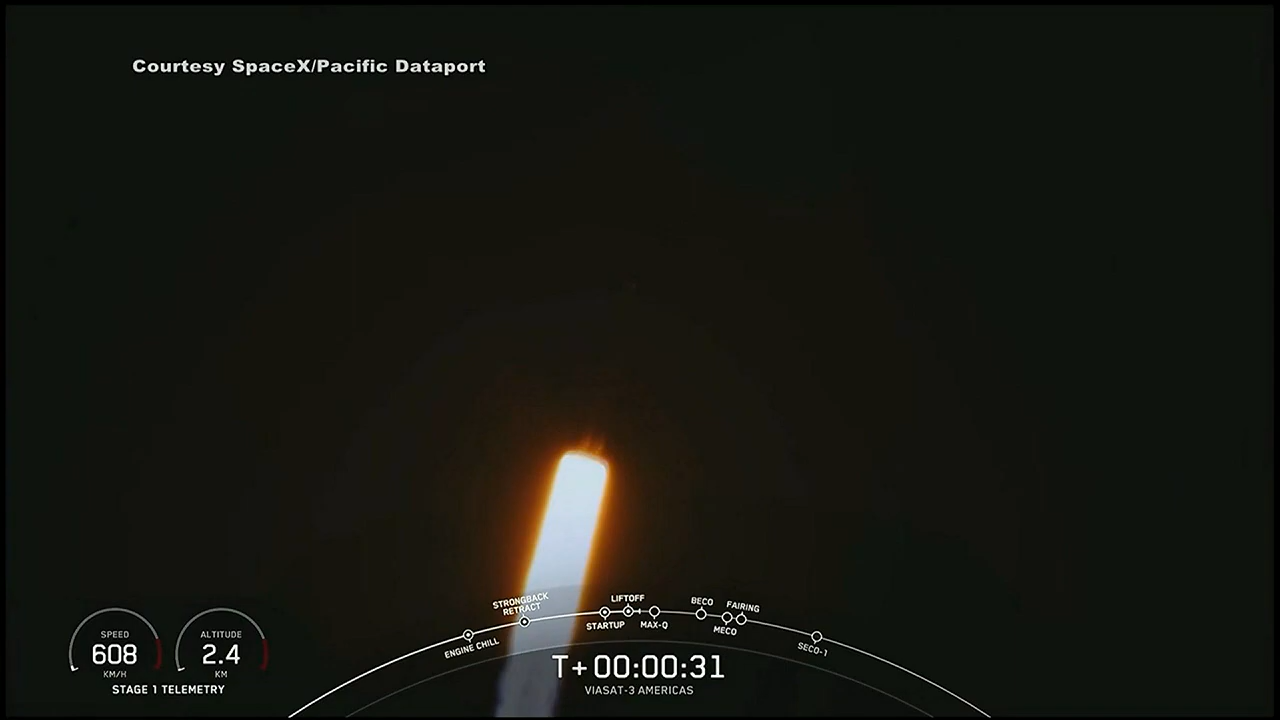 Courtesy SpaceX/Pacific Dataport
STRONGBACK
RETRACT
LIFTOFF
BECO
FAIRING
ENGINE CHILL
STARTUP
MAX-Q
MECO
SECO-1
SPEED
608
KM/H
ALTITUDE
2.4
KM
STAGE 1 TELEMETRY
T+00:00:31
VIASAT-3 AMERICAS